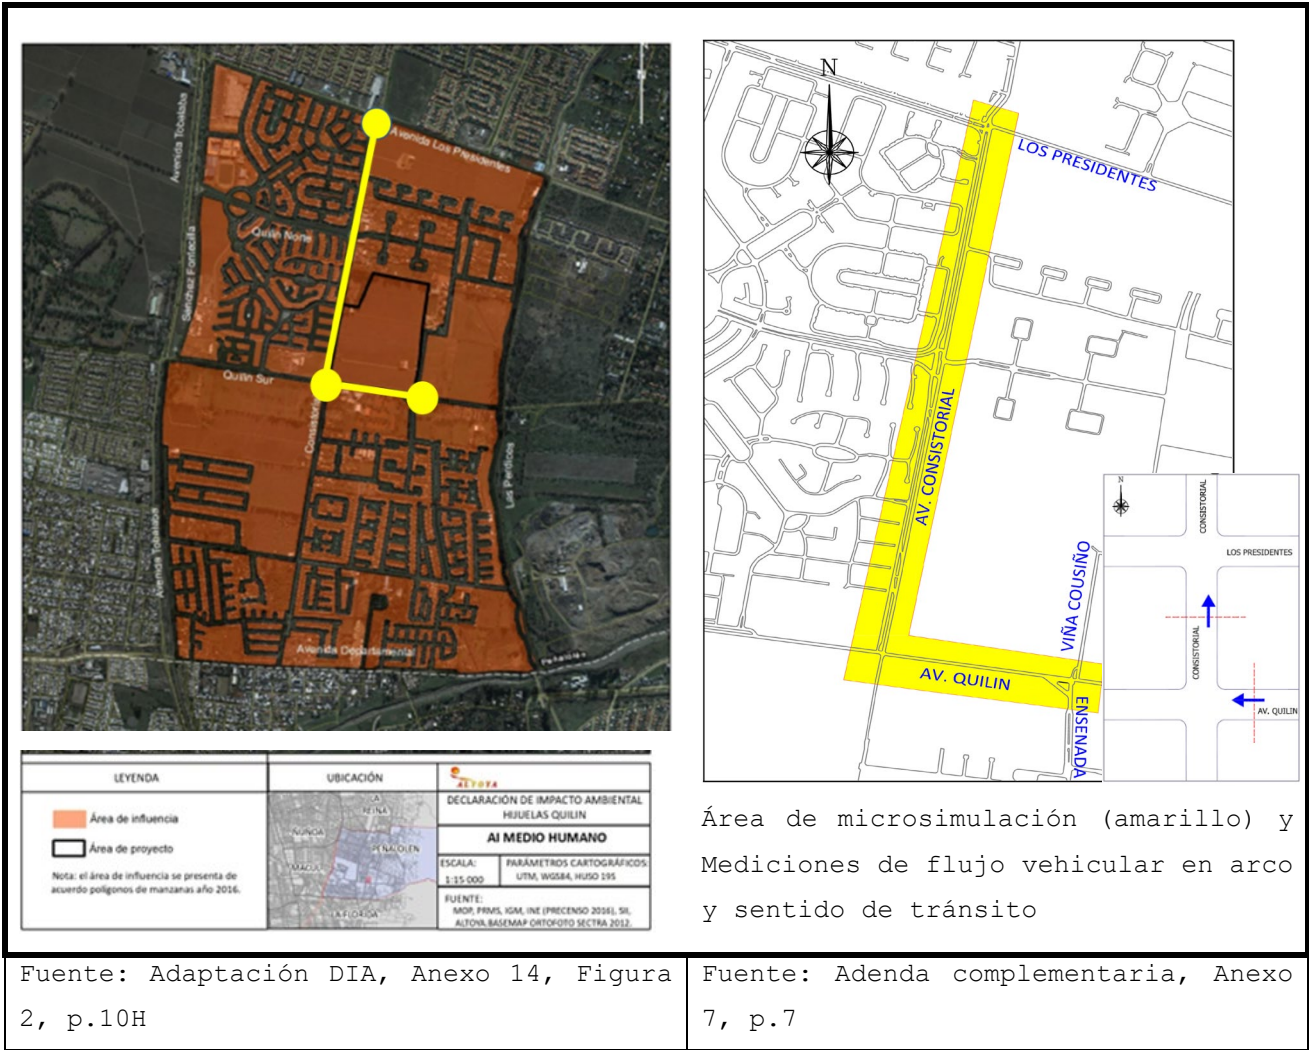 Avenida Los Presidentes
Avenida Tobalaba
Sánchez Fontecilla
Quilín Norte
Quilín Sur
Consistorial
Las Perdices
Avenida Tobalaba
Avenida Departamental
Peñalolén
LEYENDA
Área de influencia
Área de proyecto
Nota: el área de influencia se presenta de
acuerdo polígonos de manzanas año 2016.
UBICACIÓN
LA
REINA
ÑUÑOA
PEÑALOLEN
MACUL
LA FLORIDA
ALTOYA
DECLARACIÓN DE IMPACTO AMBIENTAL
HIJUELAS QUILIN
AI MEDIO HUMANO
ESCALA:
1:15 000
PARÁMETROS CARTOGRÁFICOS:
UTM, WGS84, HUSO 19S
FUENTE:
MOP, PRMS, IGM, INE (PRECENSO 2016), SII,
ALTOYA, BASEMAP ORTOFOTO SECTRA 2012.
N
LOS PRESIDENTES
AV. CONSISTORIAL
VIÑA COUSIÑO
AV. QUILIN
ENSENADA
N
CONSISTORIAL
LOS PRESIDENTES
CONSISTORIAL
AV. QUILIN
Área de microsimulación (amarillo) y
Mediciones de flujo vehicular en arco
y sentido de tránsito
Fuente: Adaptación DIA, Anexo 14, Figura
2, p.10H
Fuente: Adenda complementaria, Anexo
7, p.7